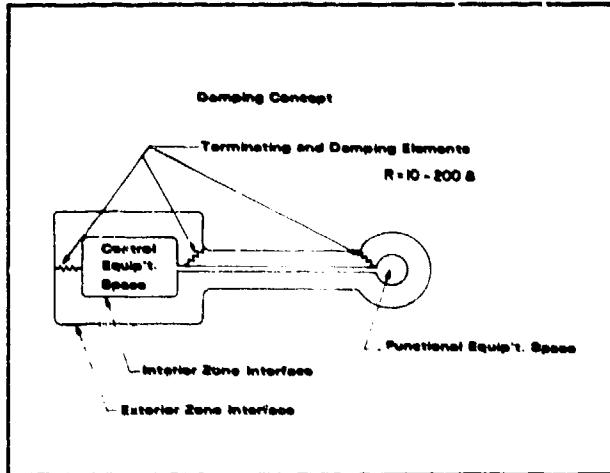 Damping Concept
Terminating and Damping Elements
R = 10 - 200 Ω
Control
Equip't.
Space
Functional Equip't. Space
Interior Zone Interface
Exterior Zone Interface